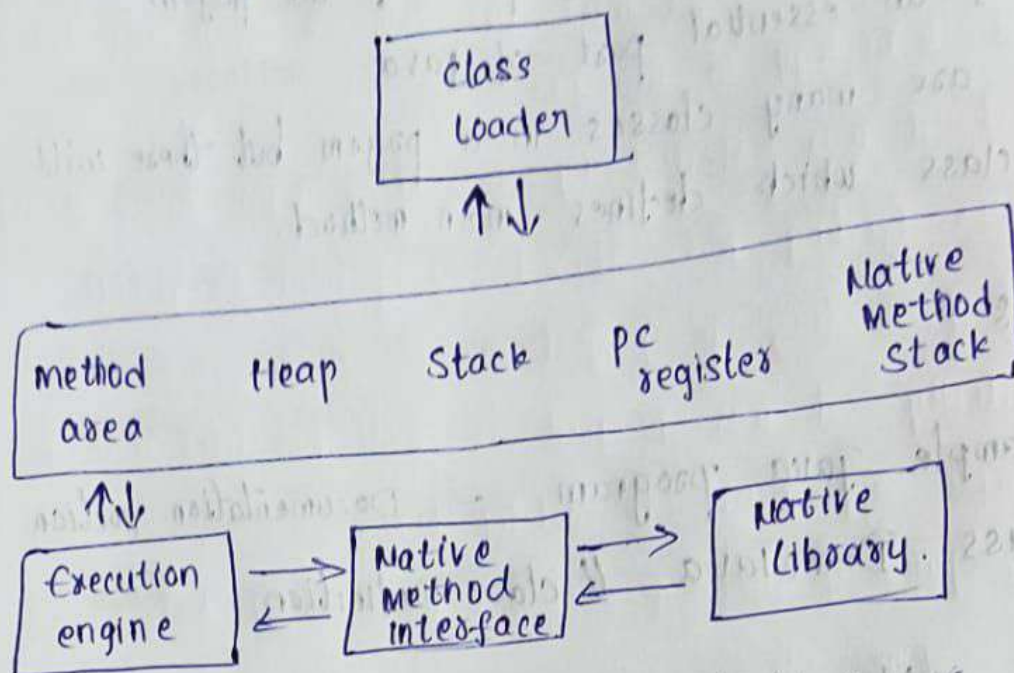 class
Loader
method
area
Heap
Stack
PC
register
Native
Method
Stack
Execution
engine
Native
method
interface
Native
Library.